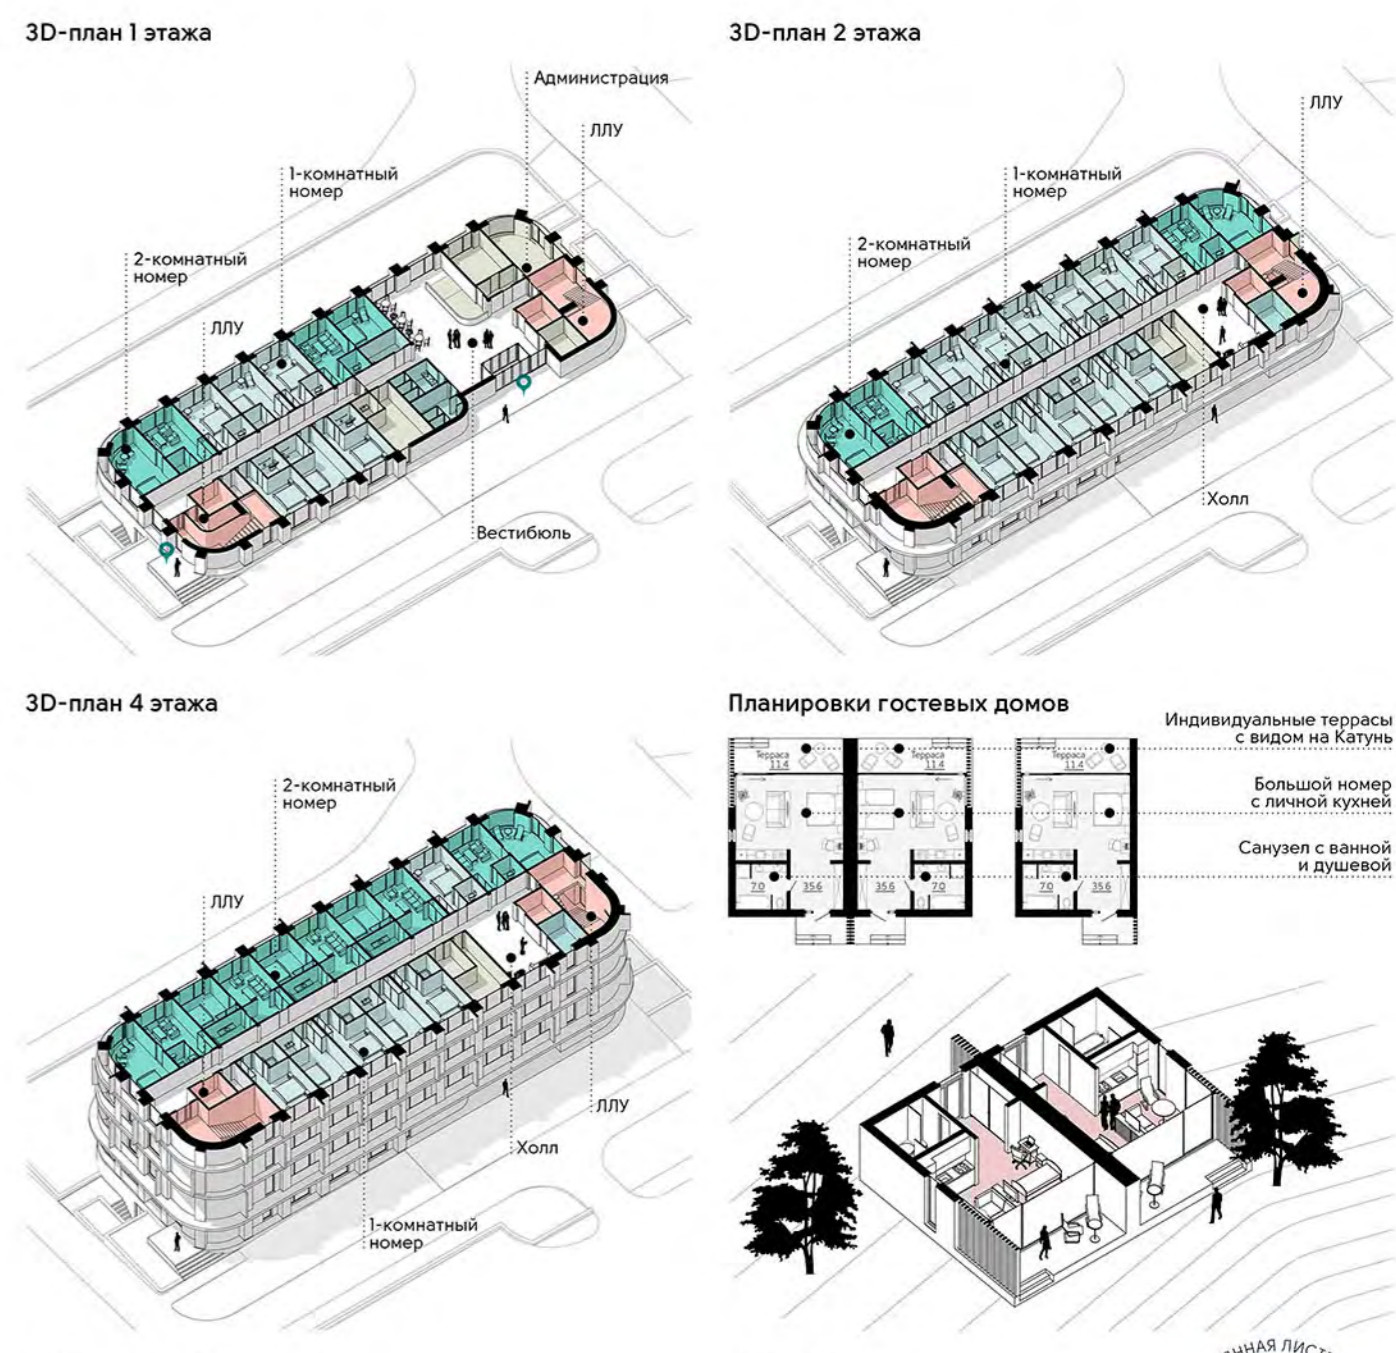 3D-план 1 этажа
Администрация
ЛЛУ
1-комнатный
номер
2-комнатный
номер
ЛЛУ
Вестибюль
3D-план 2 этажа
ЛЛУ
1-комнатный
номер
2-комнатный
номер
Холл
3D-план 4 этажа
2-комнатный
номер
ЛЛУ
ЛЛУ
Холл
1-комнатный
номер
Планировки гостевых домов
Индивидуальные террасы
с видом на Катунь
Большой номер
с личной кухней
Санузел с ванной
и душевой
Терраса
11.4
Терраса
11.4
Терраса
11.4
7.0
35.6
35.6
7.0
7.0
35.6